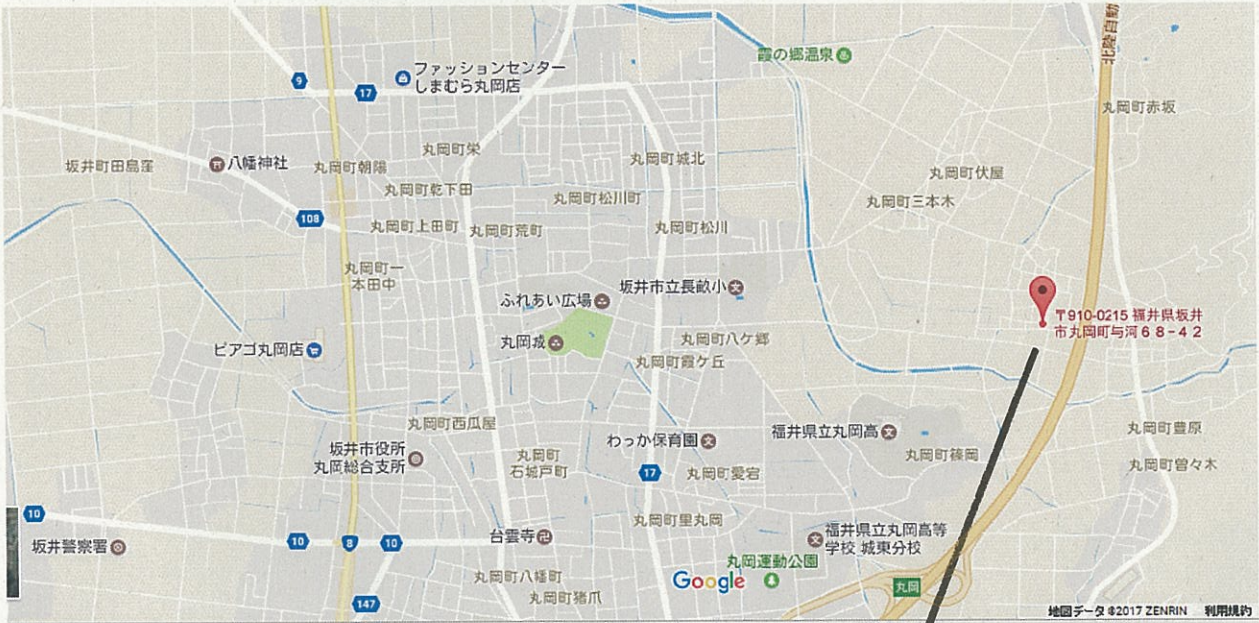 北陸自動
霞の郷温泉
ファッションセンター
しまむら丸岡店
9
17
丸岡町赤坂
丸岡町栄
丸岡町城北
坂井町田島窪
八幡神社
丸岡町朝陽
丸岡町伏屋
丸岡町乾下田
丸岡町松川町
丸岡町三本木
108
丸岡町上田町
丸岡町荒町
丸岡町松川
丸岡町一
本田中
坂井市立長畝小
ふれあい広場
〒910-0215 福井県坂井
市丸岡町与河68-42
丸岡城
丸岡町八ケ郷
ピアゴ丸岡店
丸岡町霞ケ丘
丸岡町西瓜屋
福井県立丸岡高
丸岡町豊原
わっか保育園
坂井市役所
丸岡総合支所
丸岡町
石城戸町
丸岡町篠岡
丸岡町曽々木
17
丸岡町愛宕
10
丸岡町里丸岡
坂井警察署
10
8
10
台雲寺
福井県立丸岡高等
学校 城東分校
丸岡運動公園
丸岡町八幡町
Google
丸岡
丸岡町猪爪
147
地図データ ©2017 ZENRIN 利用規約